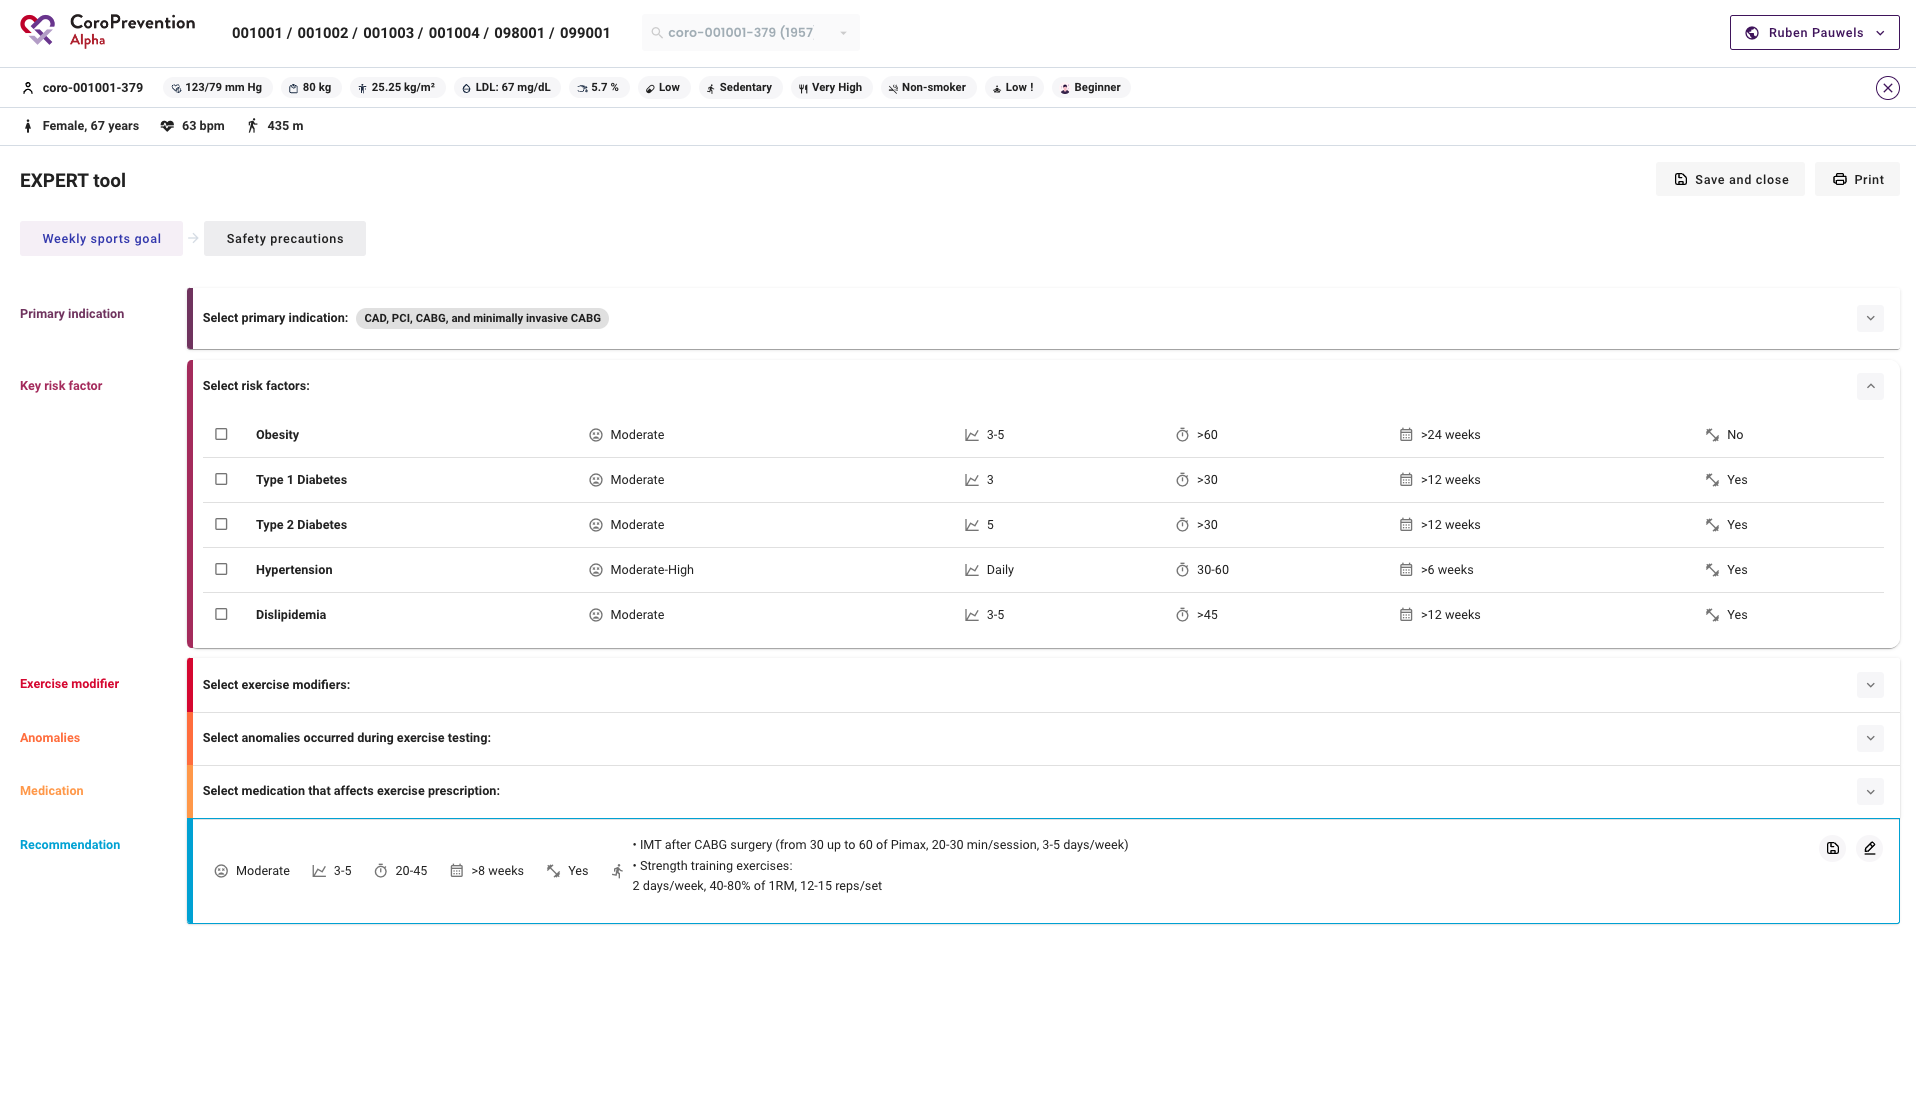 CoroPrevention
Alpha
001001 / 001002 / 001003 / 001004 / 098001 / 099001
coro-001001-379 (1957
Ruben Pauwels
coro-001001-379
123/79 mm Hg
80 kg
25.25 kg/m²
LDL: 67 mg/dL
5.7 %
Low
Sedentary
Very High
Non-smoker
Low !
Beginner
Female, 67 years
63 bpm
435 m
EXPERT tool
Save and close
Print
Weekly sports goal
Safety precautions
Primary indication
Select primary indication: CAD, PCI, CABG, and minimally invasive CABG
Key risk factor
Select risk factors:
Obesity Moderate 3-5 >60 >24 weeks No
Type 1 Diabetes Moderate 3 >30 >12 weeks Yes
Type 2 Diabetes Moderate 5 >30 >12 weeks Yes
Hypertension Moderate-High Daily 30-60 >6 weeks Yes
Dislipidemia Moderate 3-5 >45 >12 weeks Yes
Exercise modifier
Select exercise modifiers:
Anomalies
Select anomalies occurred during exercise testing:
Medication
Select medication that affects exercise prescription:
Recommendation
Moderate 3-5 20-45 >8 weeks Yes
• IMT after CABG surgery (from 30 up to 60 of Pimax, 20-30 min/session, 3-5 days/week)
• Strength training exercises:
2 days/week, 40-80% of 1RM, 12-15 reps/set